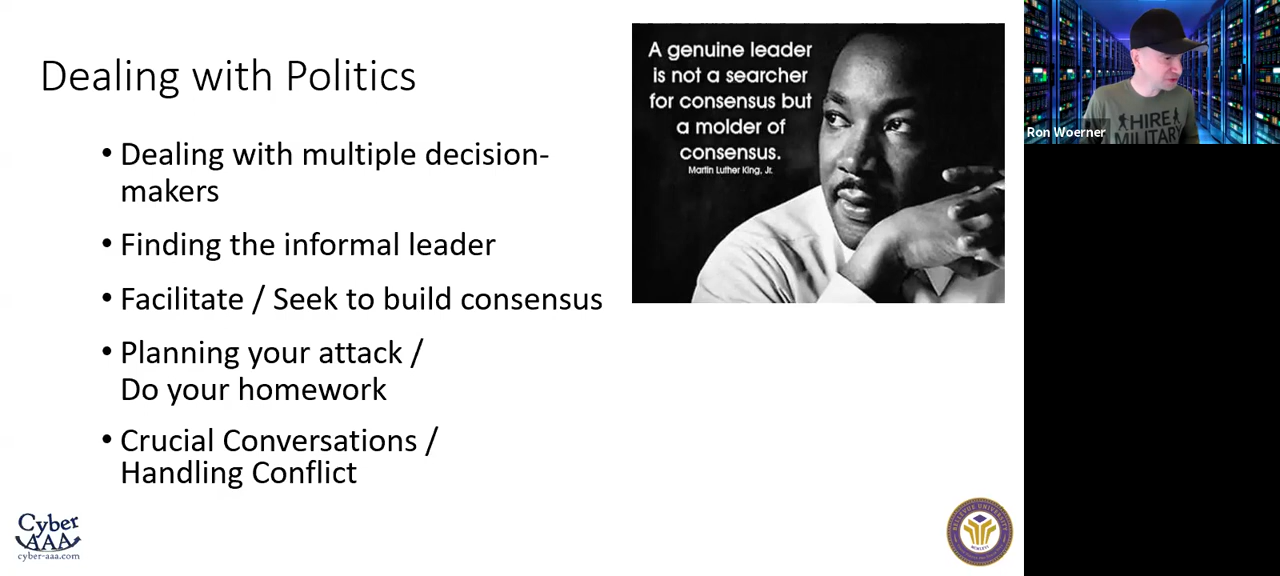 Dealing with Politics
• Dealing with multiple decision-
makers
• Finding the informal leader
• Facilitate / Seek to build consensus
• Planning your attack /
Do your homework
• Crucial Conversations /
Handling Conflict
A genuine leader
is not a searcher
for consensus but
a molder of
consensus.
Martin Luther King, Jr.
Cyber
AAA
cyber-aaa.com
BELLEVUE UNIVERSITY
Ron Woerner
HIRE
MILITARY